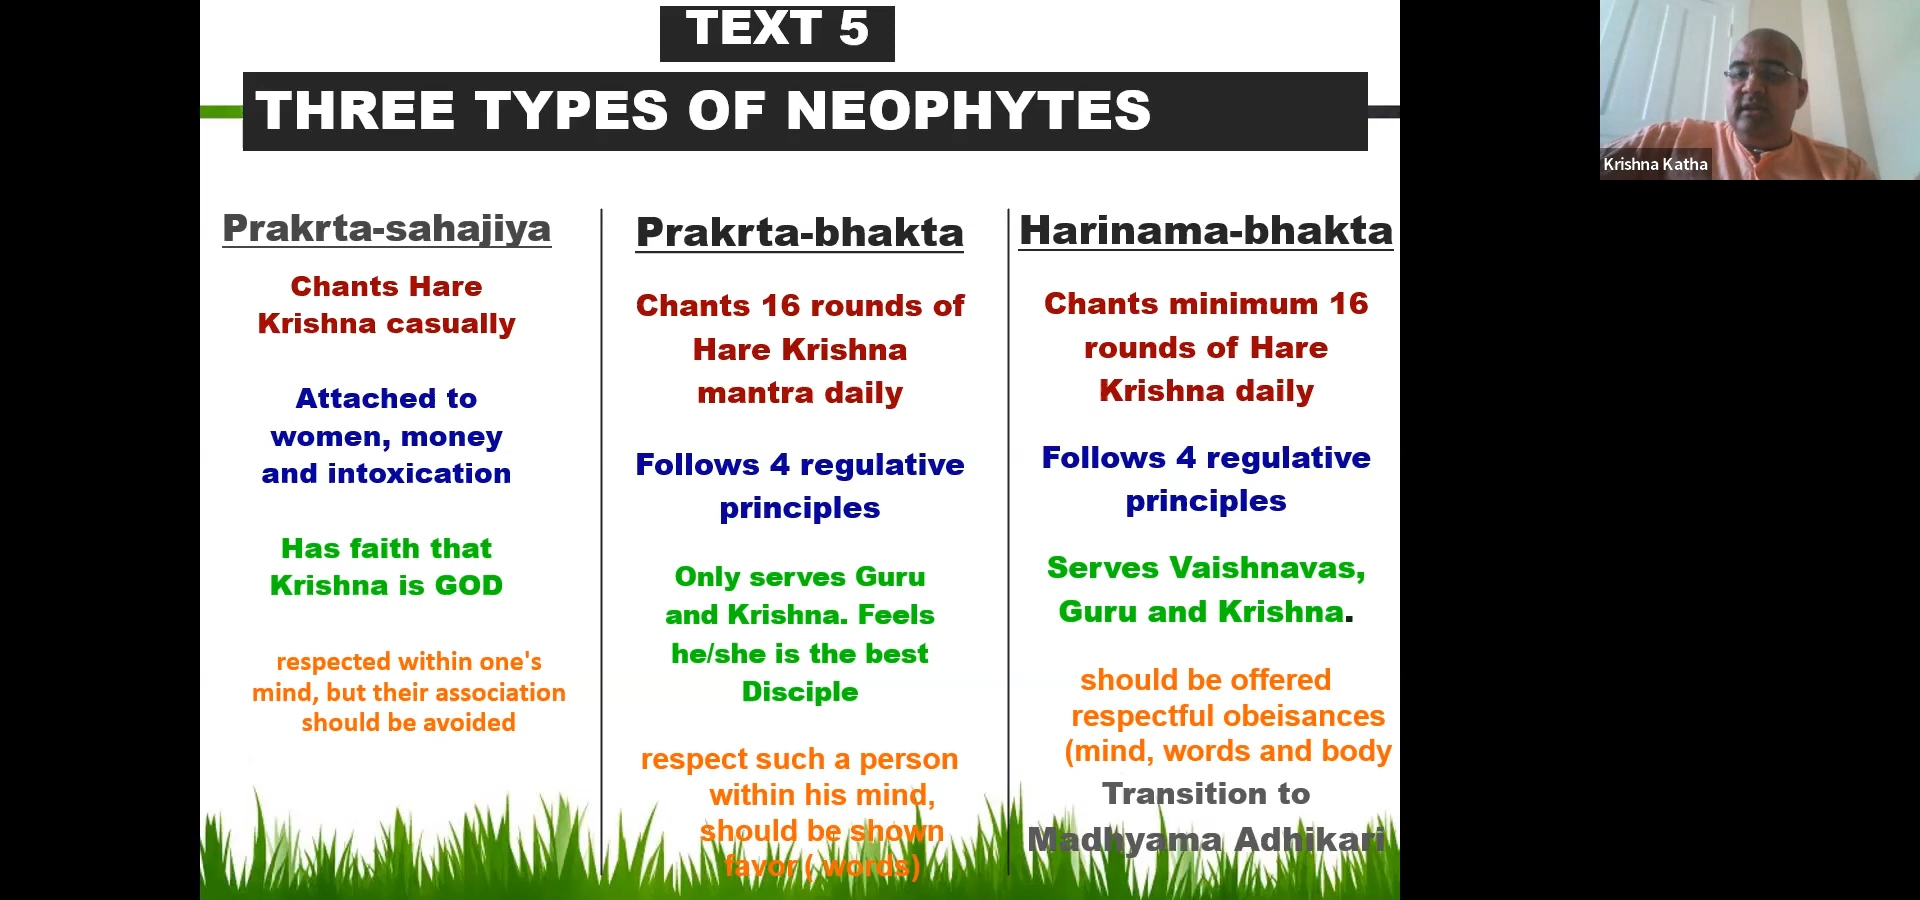 TEXT 5
THREE TYPES OF NEOPHYTES
Prakrta-sahajiya
Chants Hare
Krishna casually
Attached to
women, money
and intoxication
Has faith that
Krishna is GOD
respected within one's
mind, but their association
should be avoided
Prakrta-bhakta
Chants 16 rounds of
Hare Krishna
mantra daily
Follows 4 regulative
principles
Only serves Guru
and Krishna. Feels
he/she is the best
Disciple
respect such a person
within his mind,
should be shown
favor ( words)
Harinama-bhakta
Chants minimum 16
rounds of Hare
Krishna daily
Follows 4 regulative
principles
Serves Vaishnavas,
Guru and Krishna.
should be offered
respectful obeisances
(mind, words and body
Transition to
Madhyama Adhikari
Krishna Katha